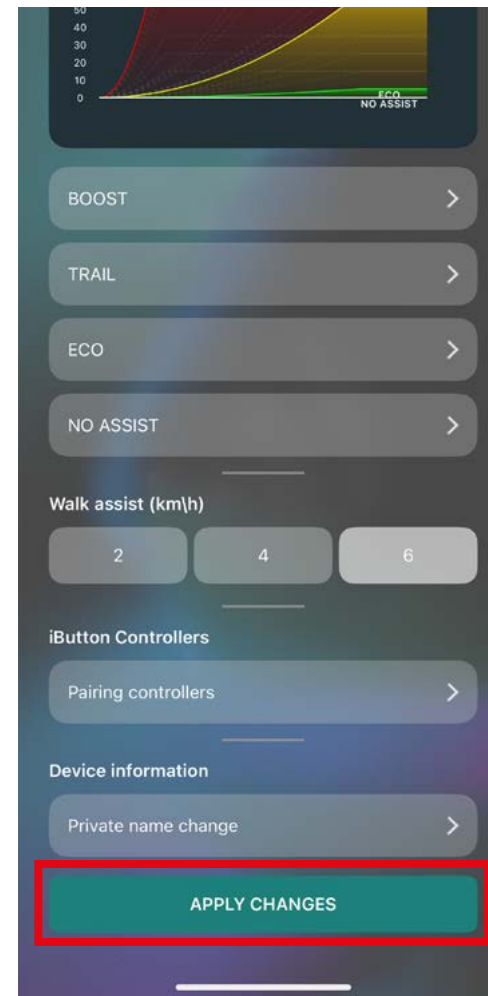 50
40
30
20
10
0
ECO
NO ASSIST
BOOST
TRAIL
ECO
NO ASSIST
Walk assist (km\h)
2 4 6
iButton Controllers
Pairing controllers
Device information
Private name change
APPLY CHANGES